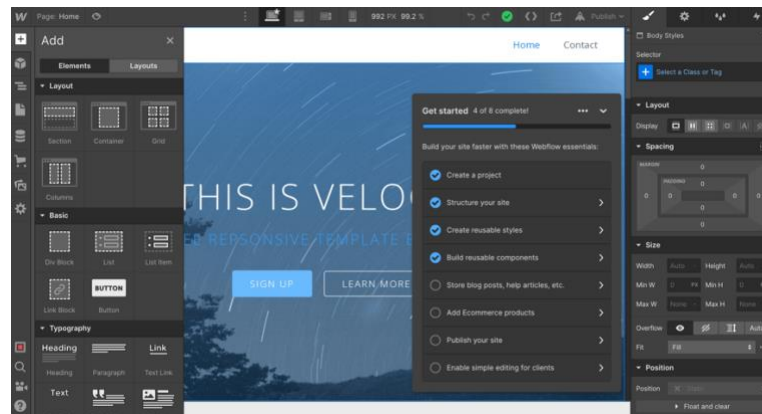 Page: Home
992 PX 99.2 %
Publish
Add
Elements
Layouts
Layout
Section
Container
Grid
Columns
Basic
Div Block
List
List Item
BUTTON
Link Block
Button
Typography
Heading
Link
Heading
Paragraph
Text Link
Text
Home
Contact
THIS IS VELO
REPSONSIVE TEMPLATE
SIGN UP
LEARN MORE
Get started 4 of 8 complete!
Build your site faster with these Webflow essentials:
Create a project
Structure your site
Create reusable styles
Build reusable components
Store blog posts, help articles, etc.
Add Ecommerce products
Publish your site
Enable simple editing for clients
Body Styles
Selector
Select a Class or Tag
Layout
Display
Spacing
MARGIN
0
PADDING
0
0
0
0
0
0
0
Size
Width
Auto
Height
Auto
Min W
0
PX
Min H
0
Max W
None
Max H
None
Overflow
Auto
Fit
Fill
Position
Position
Static
Float and clear